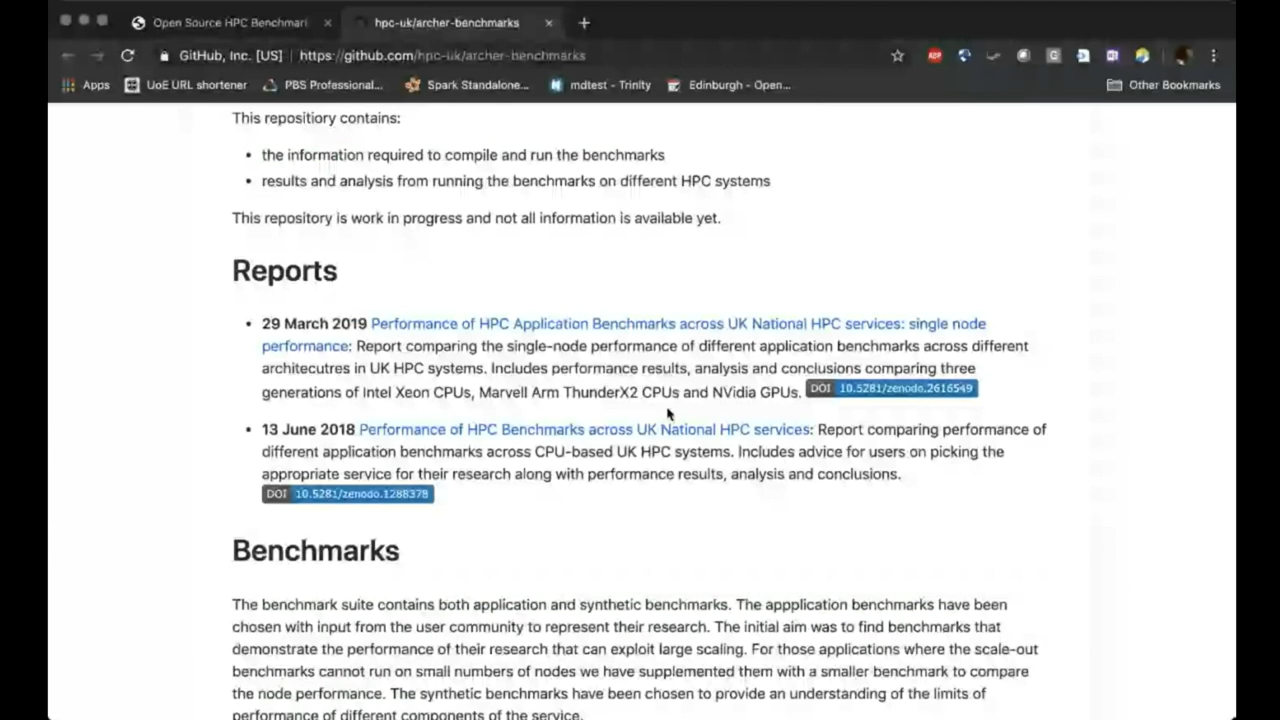 Open Source HPC Benchmar
hpc-uk/archer-benchmarks
GitHub, Inc. [US]
https://github.com/hpc-uk/archer-benchmarks
Apps
UoE URL shortener
PBS Professional...
Spark Standalone...
mdtest - Trinity
Edinburgh - Open...
Other Bookmarks
This repositiory contains:
• the information required to compile and run the benchmarks
• results and analysis from running the benchmarks on different HPC systems
This repository is work in progress and not all information is available yet.
Reports
• 29 March 2019 Performance of HPC Application Benchmarks across UK National HPC services: single node
performance: Report comparing the single-node performance of different application benchmarks across different
architecutres in UK HPC systems. Includes performance results, analysis and conclusions comparing three
generations of Intel Xeon CPUs, Marvell Arm ThunderX2 CPUs and NVidia GPUs. DOI 10.5281/zenodo.2616549
• 13 June 2018 Performance of HPC Benchmarks across UK National HPC services: Report comparing performance of
different application benchmarks across CPU-based UK HPC systems. Includes advice for users on picking the
appropriate service for their research along with performance results, analysis and conclusions.
DOI 10.5281/zenodo.1288378
Benchmarks
The benchmark suite contains both application and synthetic benchmarks. The appplication benchmarks have been
chosen with input from the user community to represent their research. The initial aim was to find benchmarks that
demonstrate the performance of their research that can exploit large scaling. For those applications where the scale-out
benchmarks cannot run on small numbers of nodes we have supplemented them with a smaller benchmark to compare
the node performance. The synthetic benchmarks have been chosen to provide an understanding of the limits of
performance of different components of the service.